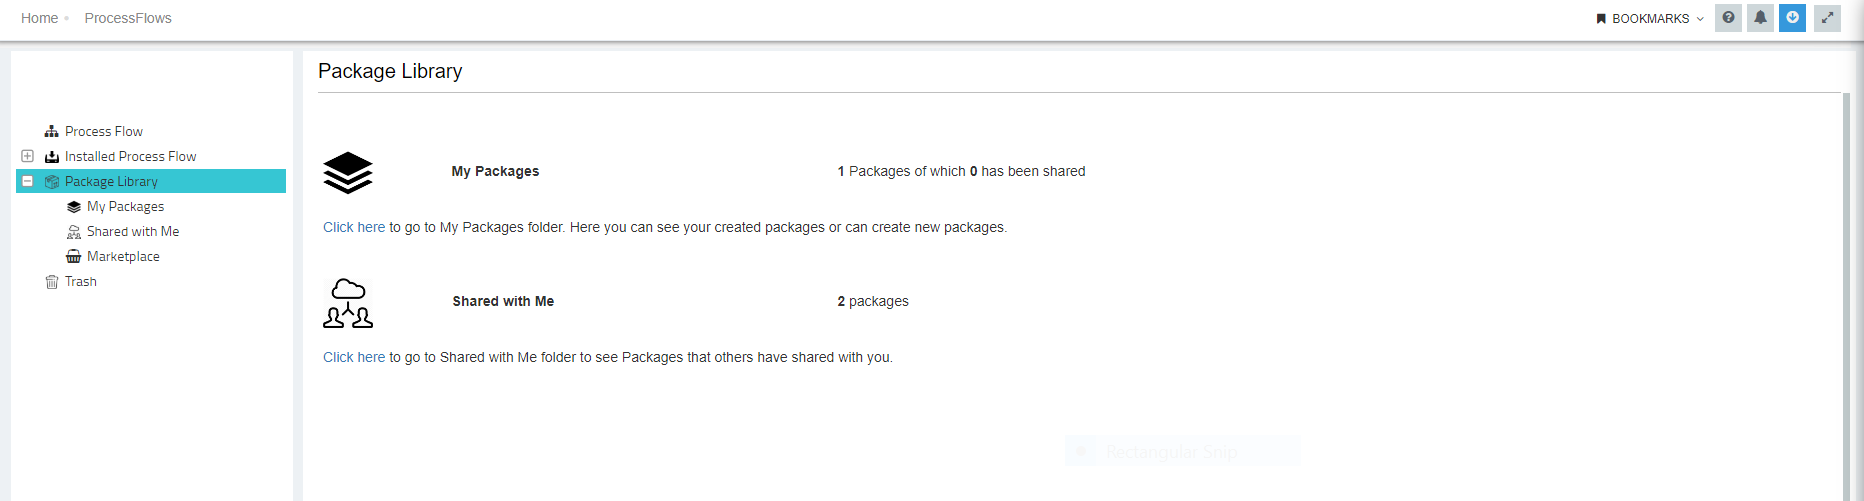 Home ProcessFlows BOOKMARKS
Package Library
Process Flow
Installed Process Flow
Package Library
My Packages
Shared with Me
Marketplace
Trash
My Packages 1 Packages of which 0 has been shared
Click here to go to My Packages folder. Here you can see your created packages or can create new packages.
Shared with Me 2 packages
Click here to go to Shared with Me folder to see Packages that others have shared with you.
Rectangular Snip